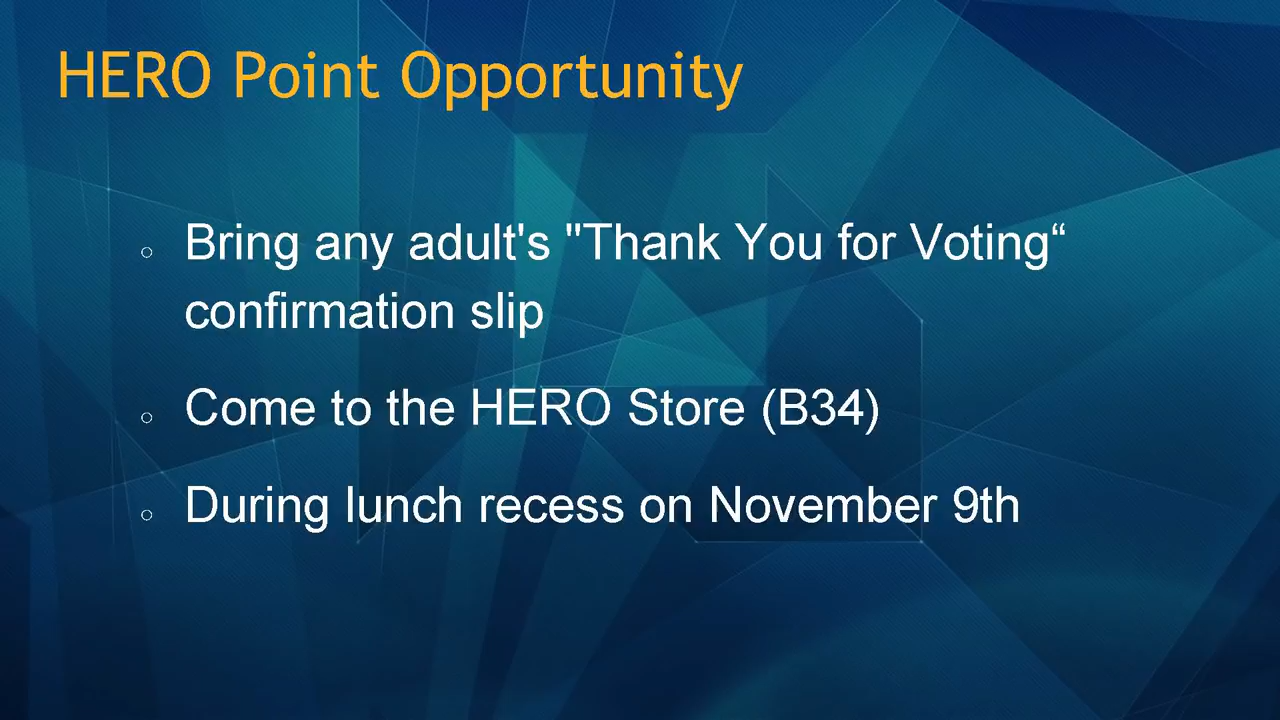 HERO Point Opportunity
○ Bring any adult's "Thank You for Voting“
confirmation slip
○ Come to the HERO Store (B34)
○ During lunch recess on November 9th